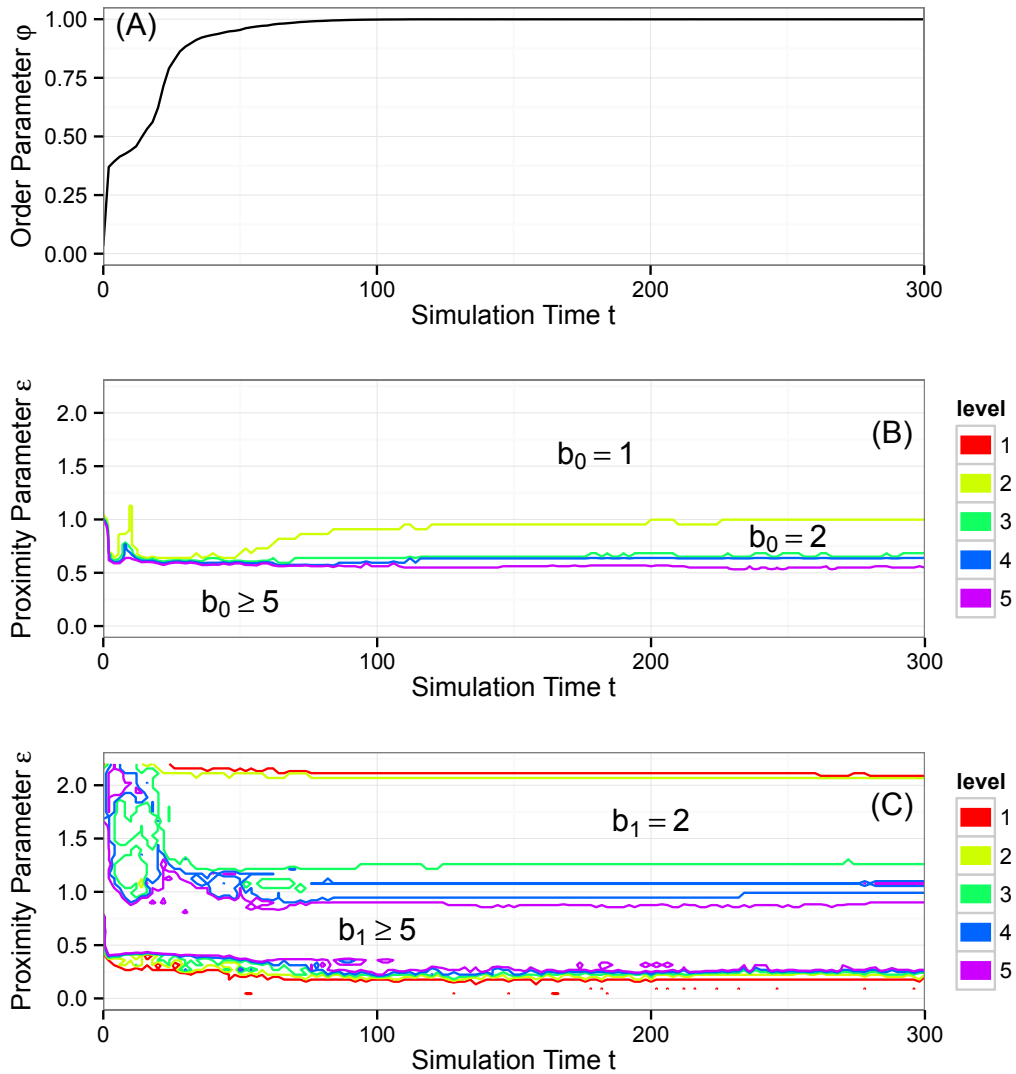 (A)
Order Parameter φ
1.00
0.75
0.50
0.25
0.00
0
100
200
300
Simulation Time t
(B)
Proximity Parameter ε
2.0
1.5
1.0
0.5
0.0
b0 = 1
b0 = 2
b0 ≥ 5
0
100
200
300
Simulation Time t
level
1
2
3
4
5
(C)
Proximity Parameter ε
2.0
1.5
1.0
0.5
0.0
b1 = 2
b1 ≥ 5
0
100
200
300
Simulation Time t
level
1
2
3
4
5